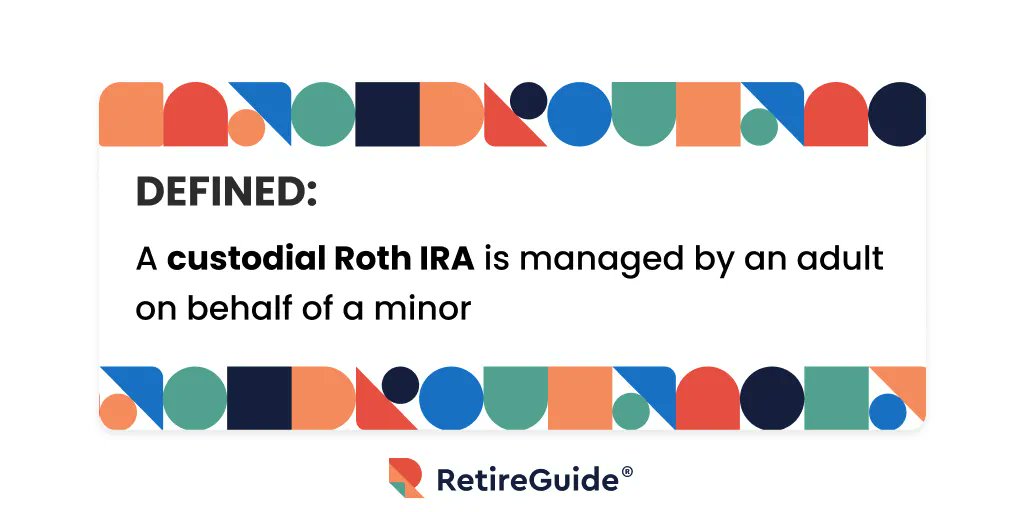 DEFINED:
A custodial Roth IRA is managed by an adult
on behalf of a minor
RetireGuide®